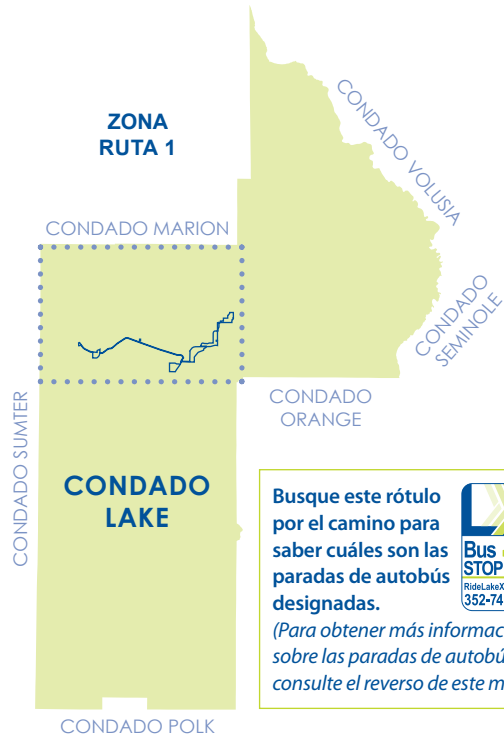 ZONA
RUTA 1
CONDADO VOLUSIA
CONDADO MARION
CONDADO
SEMINOLE
CONDADO
ORANGE
CONDADO SUMTER
CONDADO
LAKE
Busque este rótulo
por el camino para
saber cuáles son las
paradas de autobús
designadas.
Bus
STOP
352-74
(Para obtener más
sobre las paradas de
consulte el reverso de este
CONDADO POLK